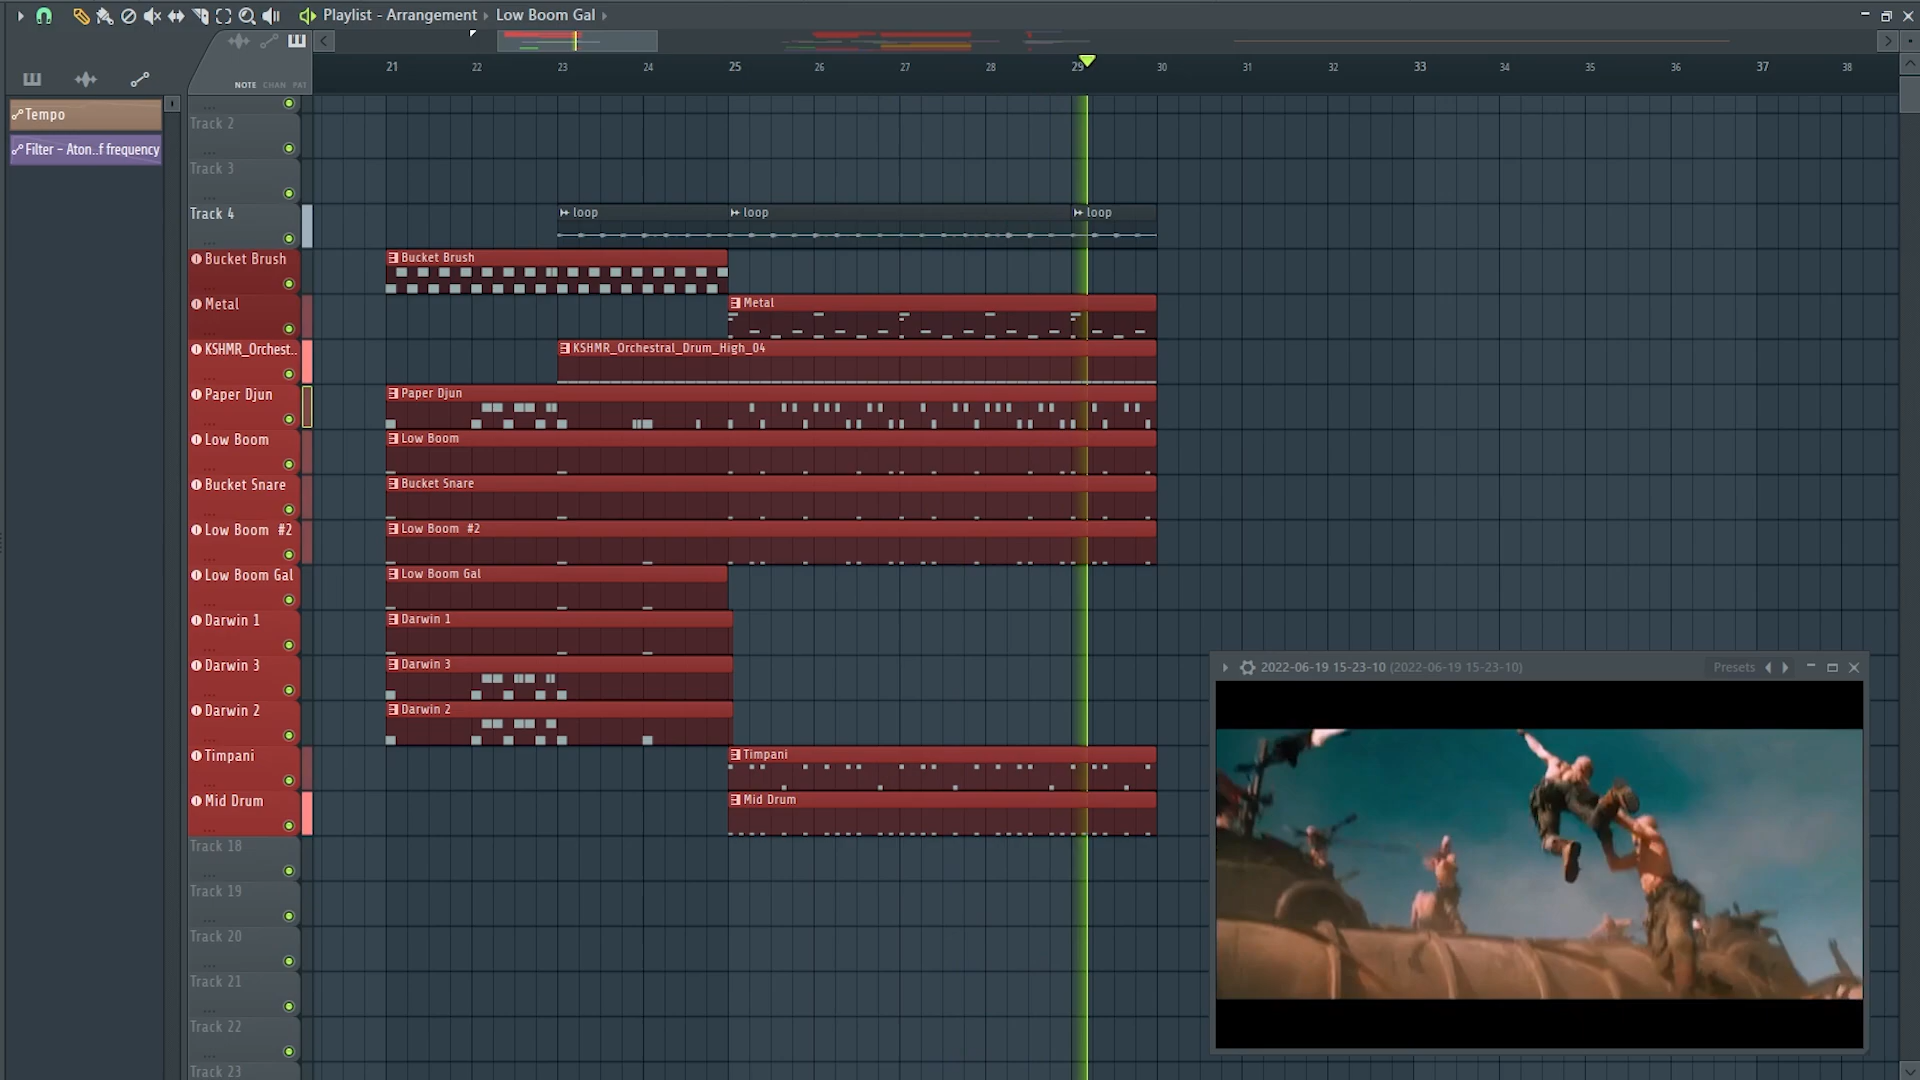 Playlist - Arrangement › Low Boom Gal ›
NOTE CHAN PAT
21 22 23 24 25 26 27 28 29 30 31 32 33 34 35 36 37 38
Tempo
Filter - Aton..f frequency
Track 2
Track 3
Track 4
loop loop loop
Bucket Brush
Bucket Brush
Metal
Metal
KSHMR_Orchest..
KSHMR_Orchestral_Drum_High_04
Paper Djun
Paper Djun
Low Boom
Low Boom
Bucket Snare
Bucket Snare
Low Boom #2
Low Boom #2
Low Boom Gal
Low Boom Gal
Darwin 1
Darwin 1
Darwin 3
Darwin 3
Darwin 2
Darwin 2
Timpani
Timpani
Mid Drum
Mid Drum
Track 18
Track 19
Track 20
Track 21
Track 22
Track 23
2022-06-19 15-23-10 (2022-06-19 15-23-10) Presets